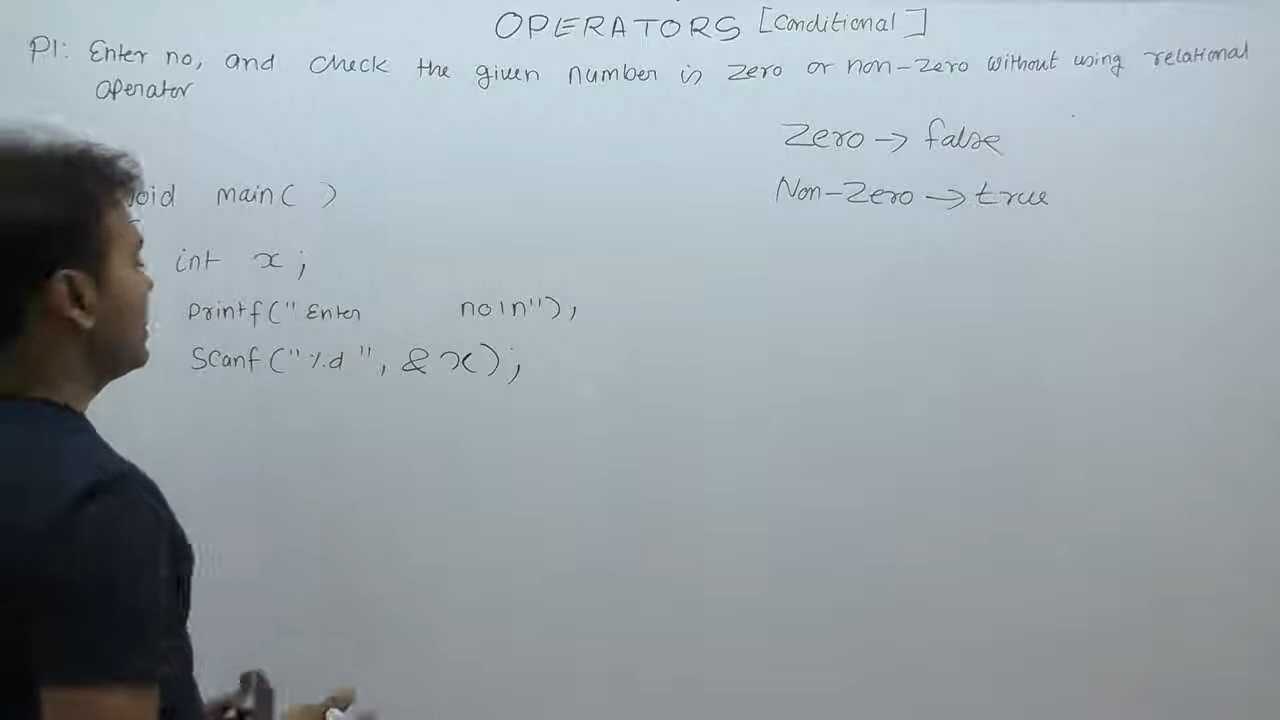 OPERATORS [Conditional]
P1: Enter no, and check the given number is zero or non-zero without using relational
operator
Zero → false
Non-Zero → true
oid main( )
{
int x ;
Printf(" Enter no\n");
Scanf("%d ", & x);